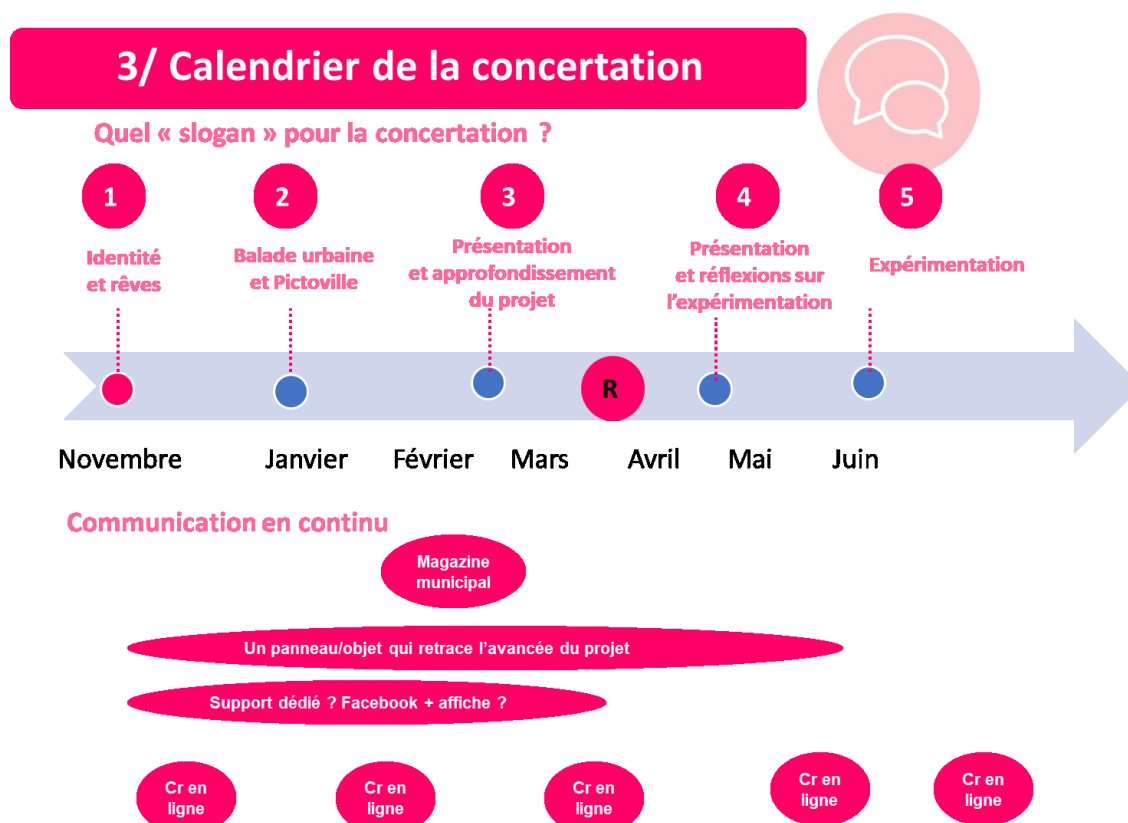 3/ Calendrier de la concertation
Quel « slogan » pour la concertation ?
1
Identité
et rêves
2
Balade urbaine
et Pictoville
3
Présentation
et approfondissement
du projet
4
Présentation
et réflexions sur
l'expérimentation
5
Expérimentation
R
Novembre Janvier Février Mars Avril Mai Juin
Communication en continu
Magazine
municipal
Un panneau/objet qui retrace l'avancée du projet
Support dédié ? Facebook + affiche ?
Cr en
ligne
Cr en
ligne
Cr en
ligne
Cr en
ligne
Cr en
ligne